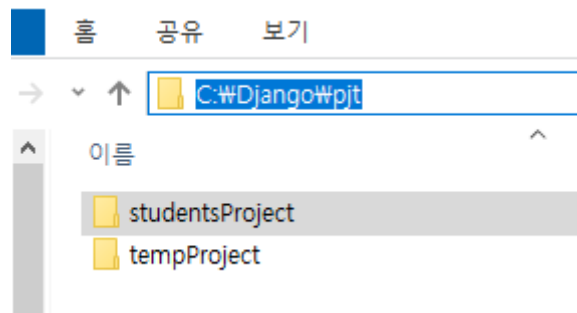 홈 공유 보기
C:₩Django₩pjt
이름
studentsProject
tempProject